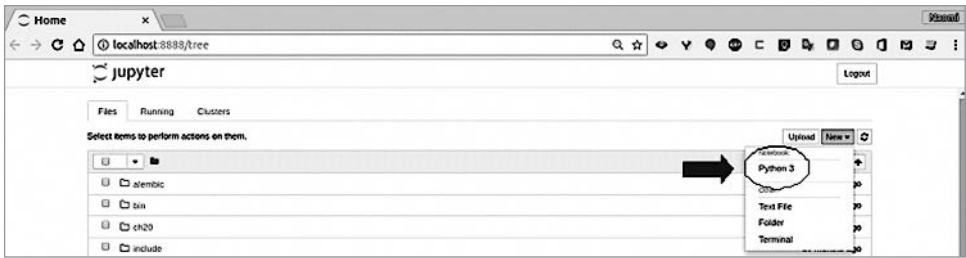 Home
Naomi
localhost:8888/tree
jupyter
Logout
Files Running Clusters
Select items to perform actions on them.
Upload New
Notebook
Python 3
alembic
Text File
bin
Folder
ch20
Terminal
include
ago